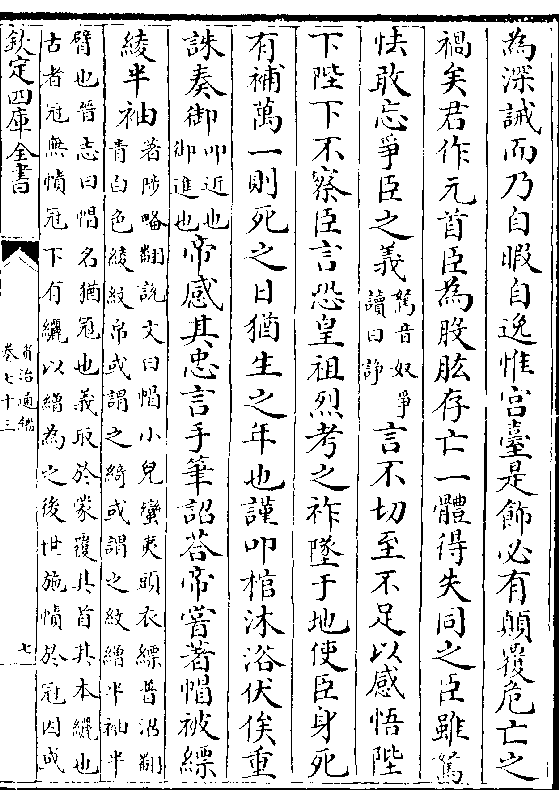 為深誡而乃自暇自逸惟宮臺是飾必有顛覆危亡之
禍矣君作元首臣為股肱存亡一體得失同之臣雖駑
怯敢忘爭臣之義駑音奴爭讀曰諍言不切至不足以感悟陛
下陛下不察臣言恐皇祖烈考之祚墜于地使臣身死
有補萬一則死之日猶生之年也謹叩棺沐浴伏俟重
誅奏御叩近也御進也帝感其忠言手筆詔荅帝嘗著帽被縹
綾半袖著陟略翻說文曰帽小兒蠻夷頭衣縹普沼翻青白色綾紋帛或謂之綺或謂之紋繒半袖半
臂也晉志曰帽名猶冠也義取於蒙覆其首其本纚也古者冠無幘冠下有纚以繒為之後世施幘於冠因或
欽定四庫全書
資治通鑑
卷七十三
七